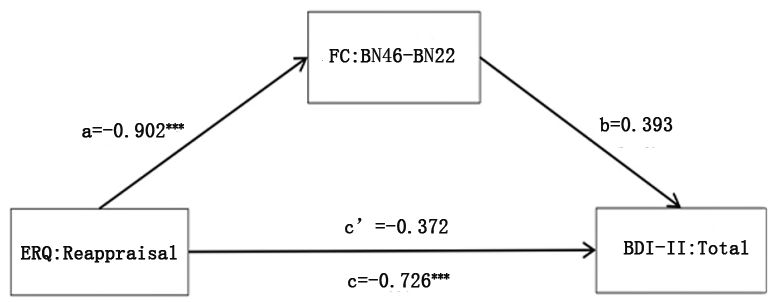 FC:BN46-BN22
a=-0.902***
b=0.393
ERQ:Reappraisal
c’ =-0.372
BDI-II:Total
c=-0.726***